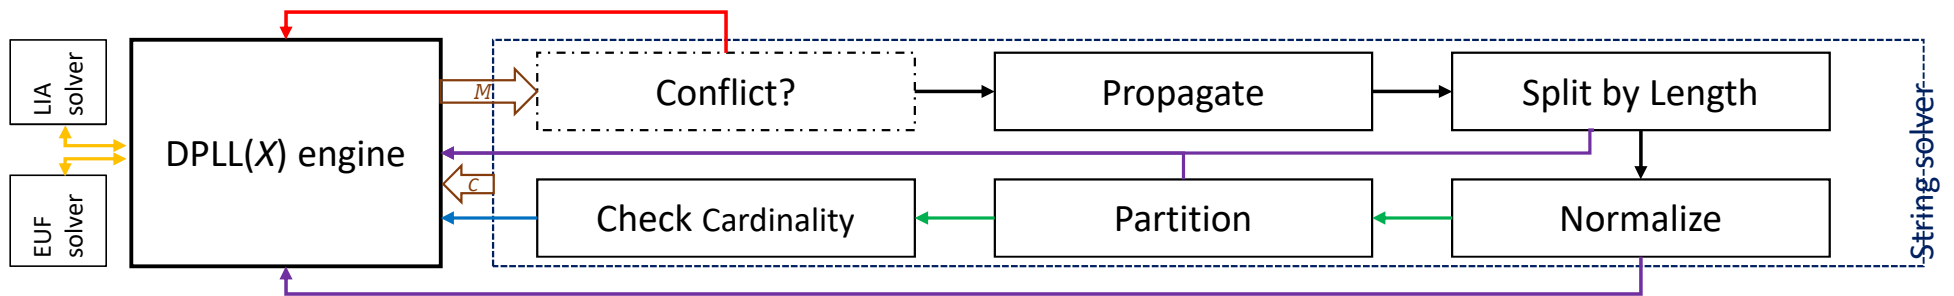 LIA
solver
EUF
solver
DPLL(X) engine
M
C
Conflict?
Propagate
Split by Length
Check Cardinality
Partition
Normalize
String solver